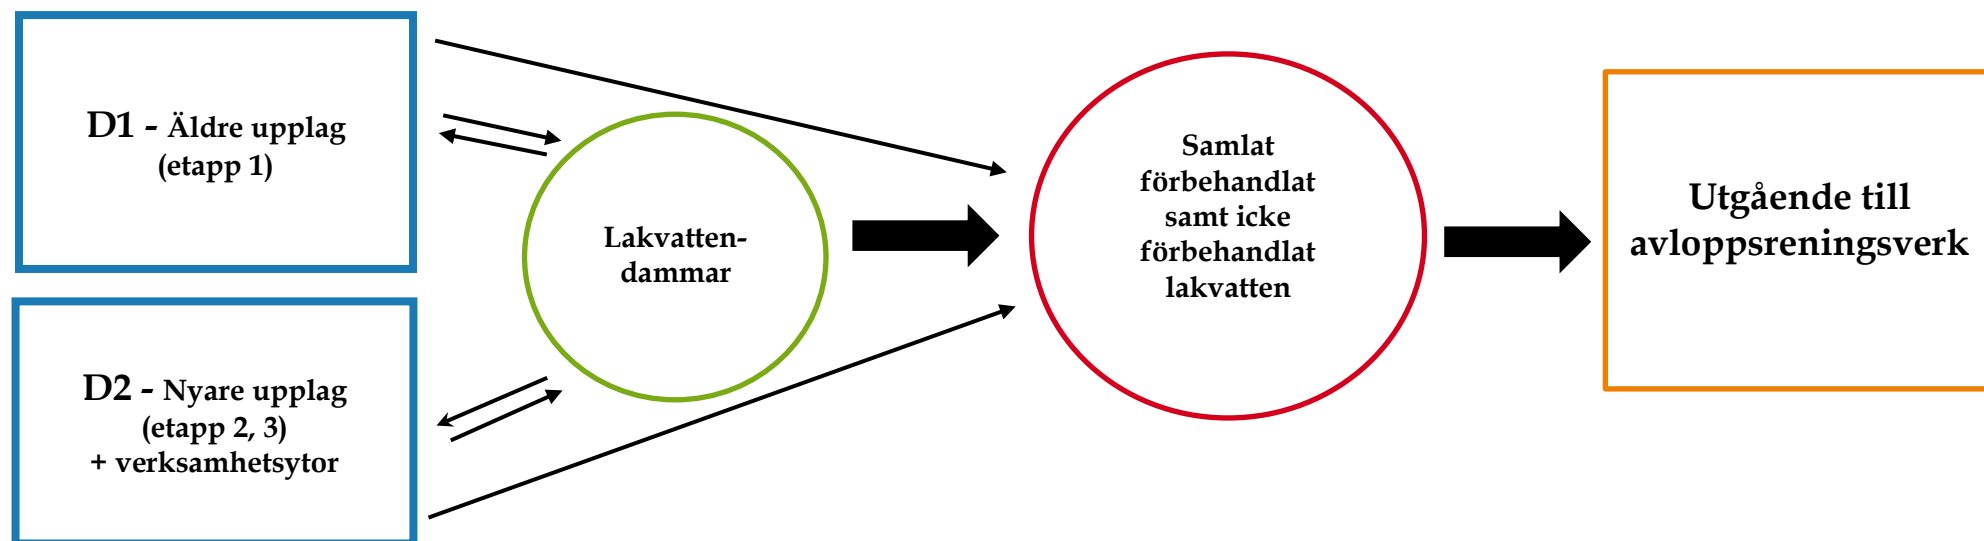 D1 - Äldre upplag
(etapp 1)
D2 - Nyare upplag
(etapp 2, 3)
+ verksamhetsytor
Lakvatten-
dammar
Samlat
förbehandlat
samt icke
förbehandlat
lakvatten
Utgående till
avloppsreningsverk